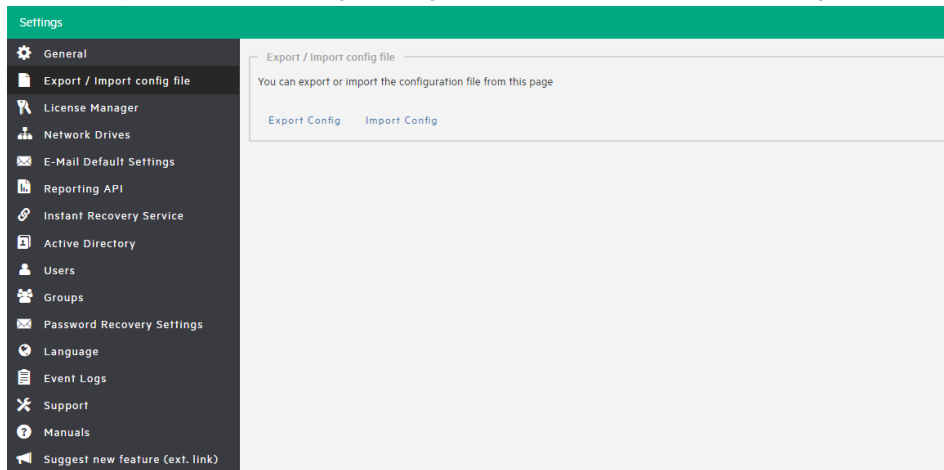 Settings
General
Export / Import config file
License Manager
Network Drives
E-Mail Default Settings
Reporting API
Instant Recovery Service
Active Directory
Users
Groups
Password Recovery Settings
Language
Event Logs
Support
Manuals
Suggest new feature (ext. link)
Export / Import config file
You can export or import the configuration file from this page
Export Config Import Config